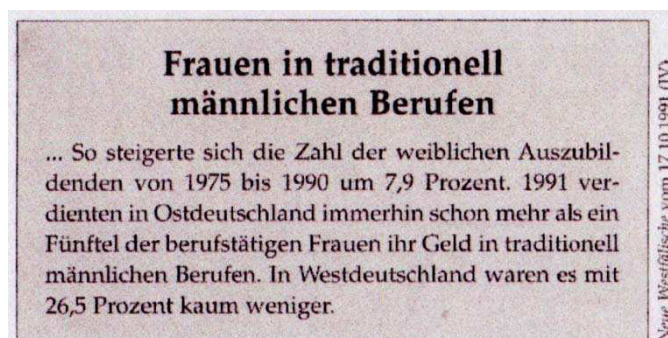 Frauen in traditionell
männlichen Berufen
... So steigerte sich die Zahl der weiblichen Auszubil-
denden von 1975 bis 1990 um 7,9 Prozent. 1991 ver-
dienten in Ostdeutschland immerhin schon mehr als ein
Fünftel der berufstätigen Frauen ihr Geld in traditionell
männlichen Berufen. In Westdeutschland waren es mit
26,5 Prozent kaum weniger.
Neue Westfälische vom 17.10.1991 (IV)